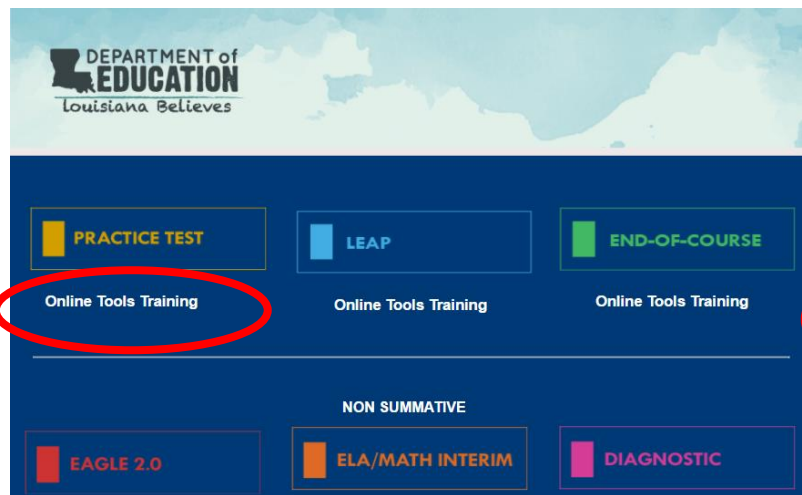 DEPARTMENT of
EDUCATION
Louisiana Believes
PRACTICE TEST
LEAP
END-OF-COURSE
Online Tools Training
Online Tools Training
Online Tools Training
NON SUMMATIVE
EAGLE 2.0
ELA/MATH INTERIM
DIAGNOSTIC